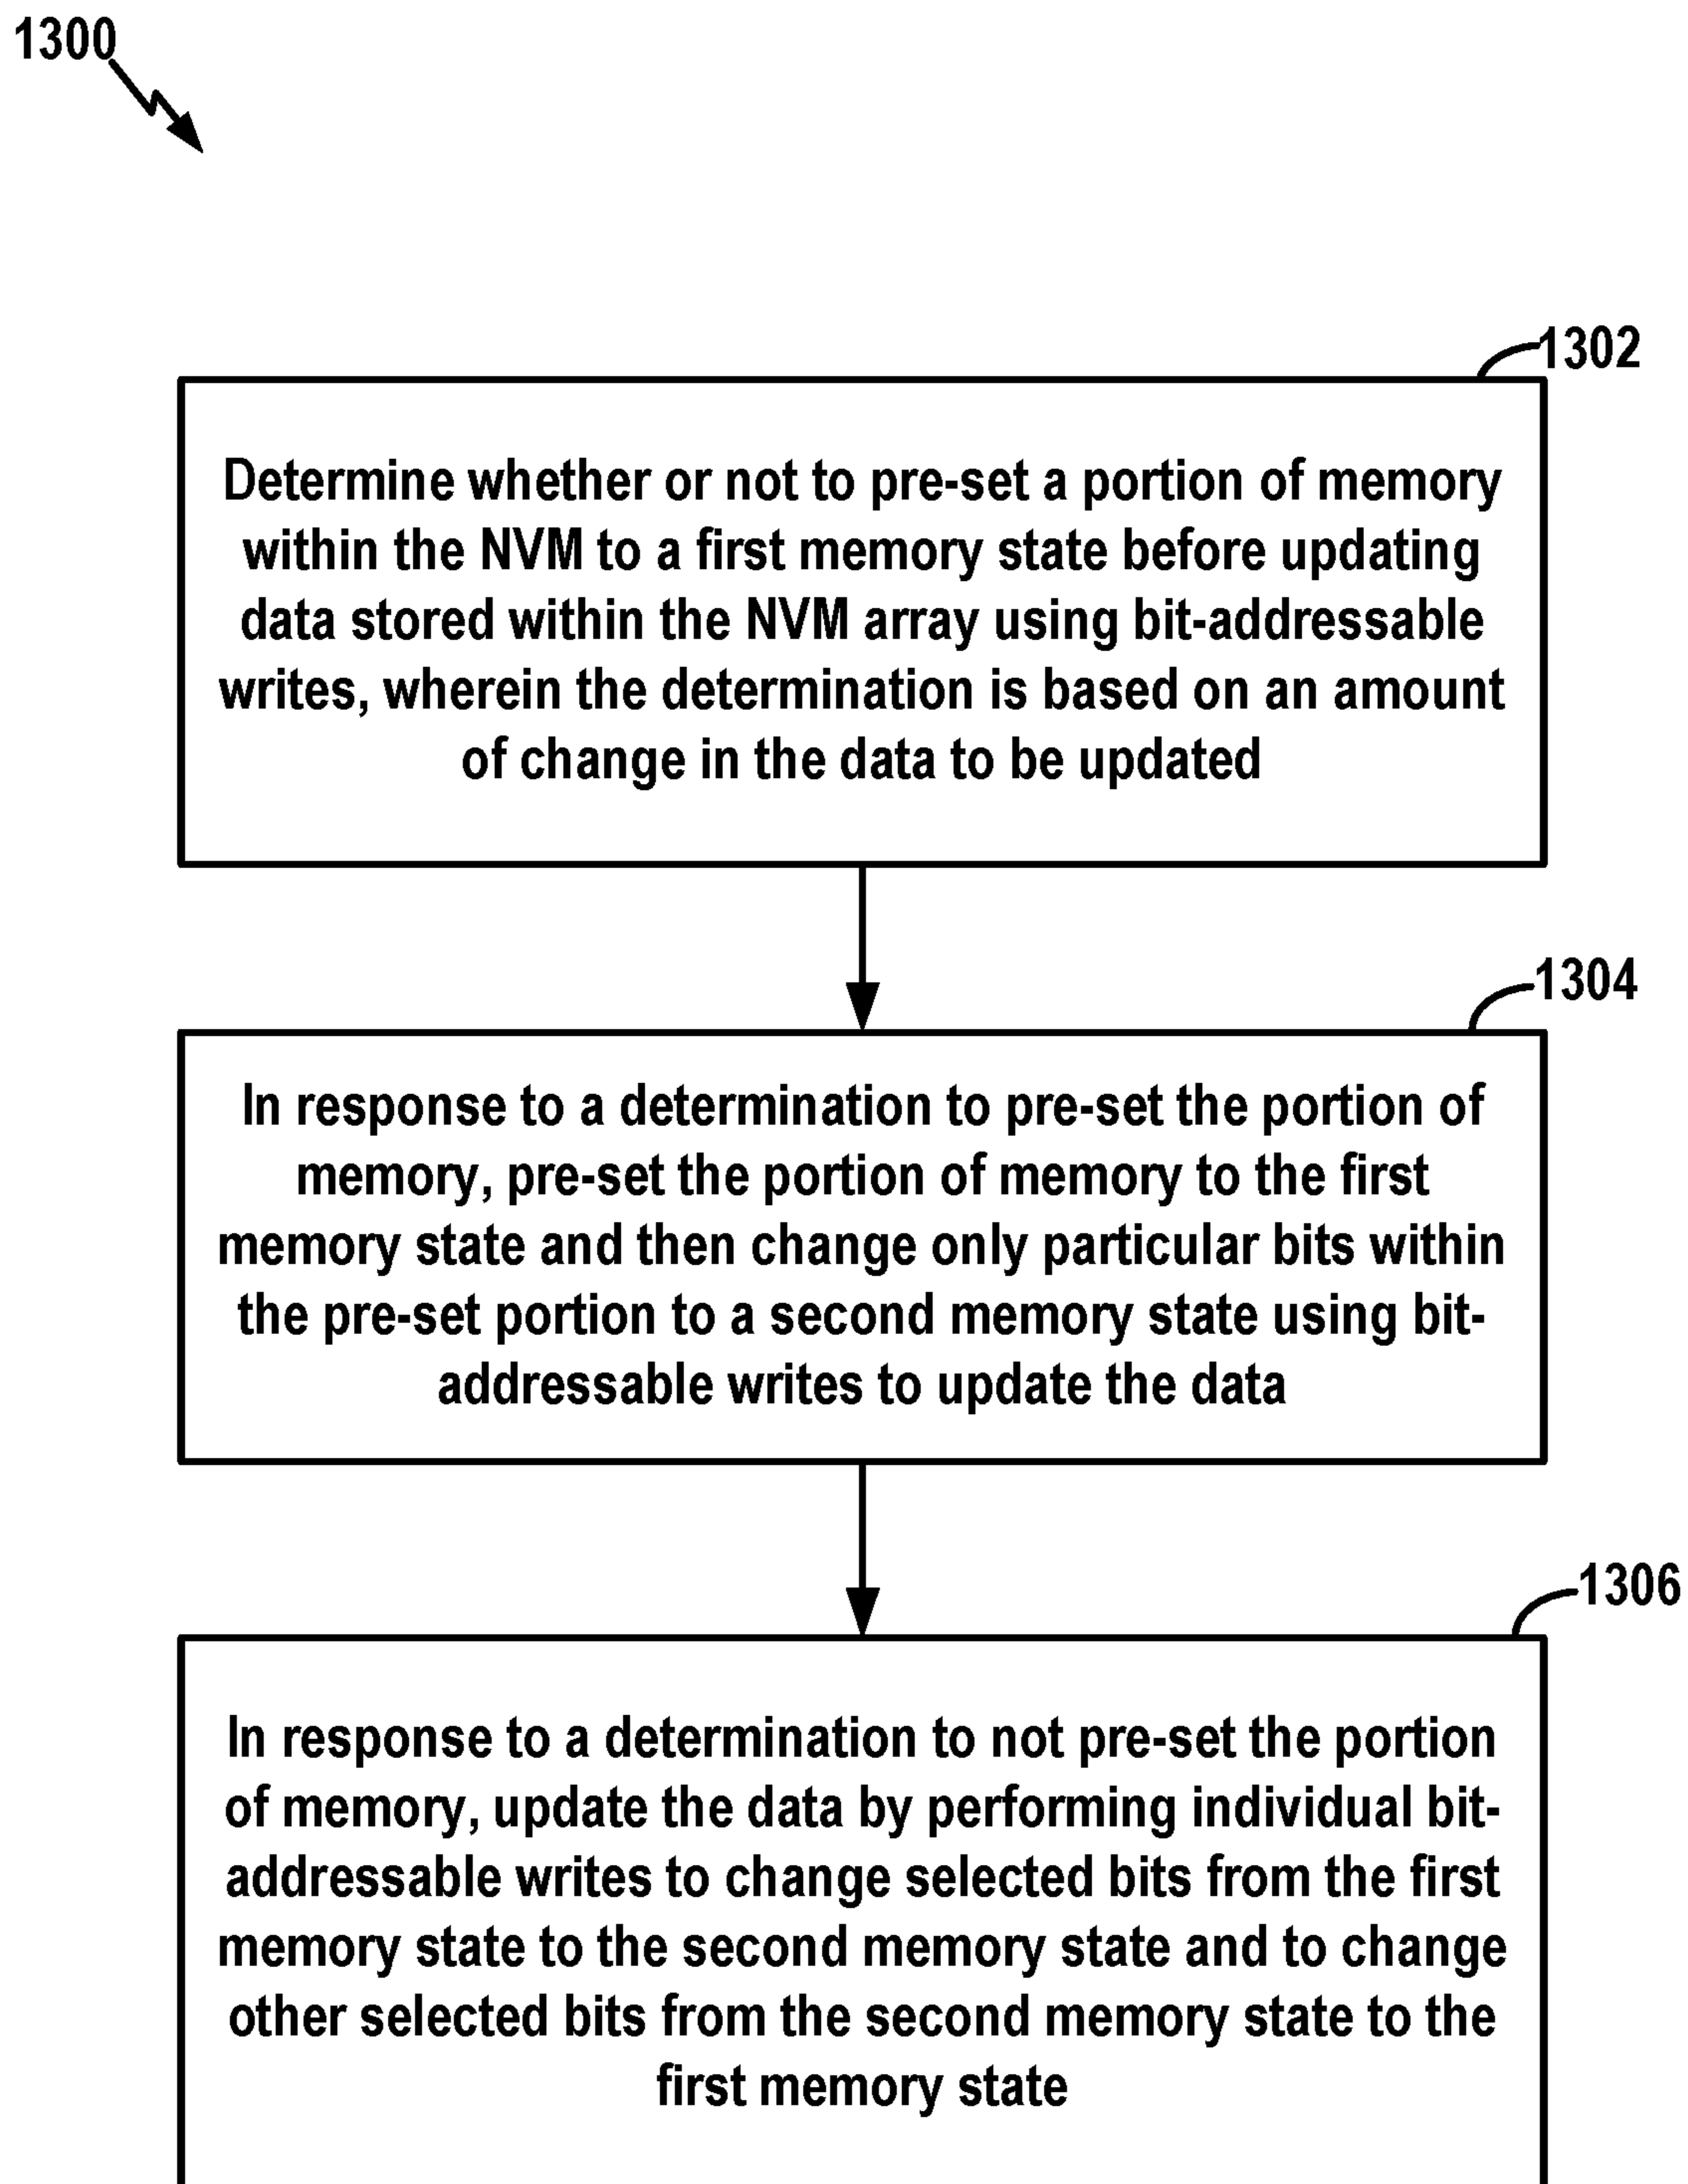 1300
1302
Determine whether or not to pre-set a portion of memory
within the NVM to a first memory state before updating
data stored within the NVM array using bit-addressable
writes, wherein the determination is based on an amount
of change in the data to be updated
1304
In response to a determination to pre-set the portion of
memory, pre-set the portion of memory to the first
memory state and then change only particular bits within
the pre-set portion to a second memory state using bit-
addressable writes to update the data
1306
In response to a determination to not pre-set the portion
of memory, update the data by performing individual bit-
addressable writes to change selected bits from the first
memory state to the second memory state and to change
other selected bits from the second memory state to the
first memory state